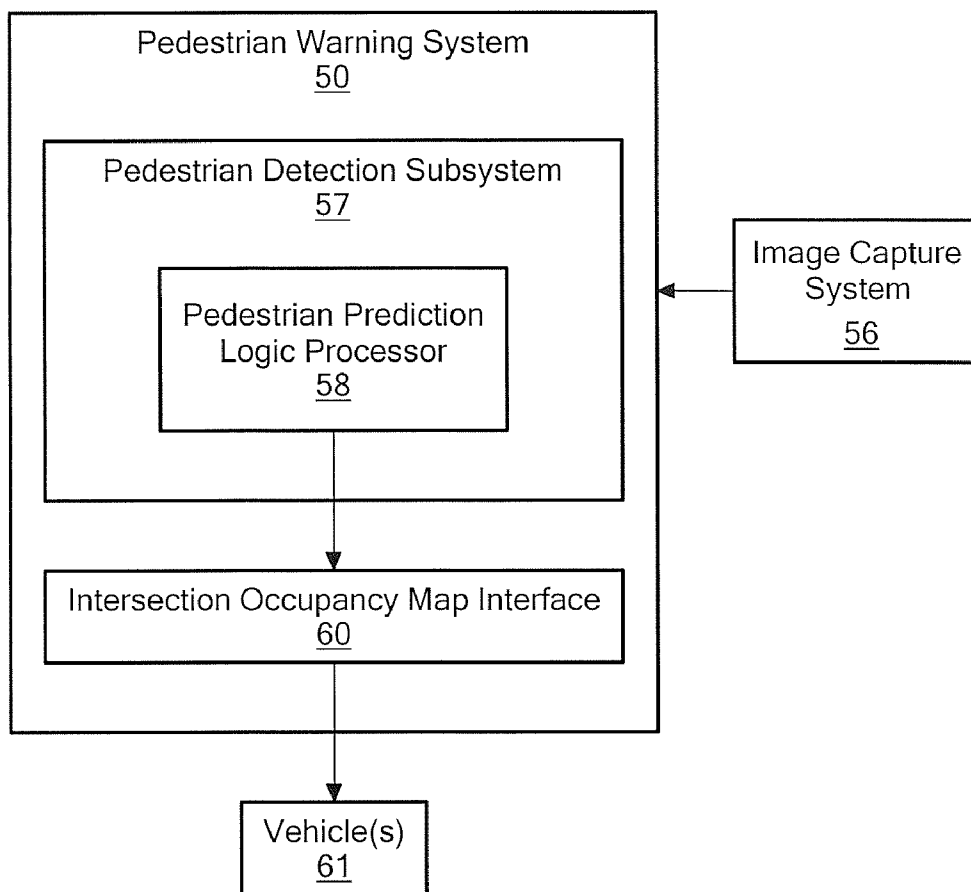 Pedestrian Warning System
50
Pedestrian Detection Subsystem
57
Pedestrian Prediction
Logic Processor
58
Image Capture
System
56
Intersection Occupancy Map Interface
60
Vehicle(s)
61